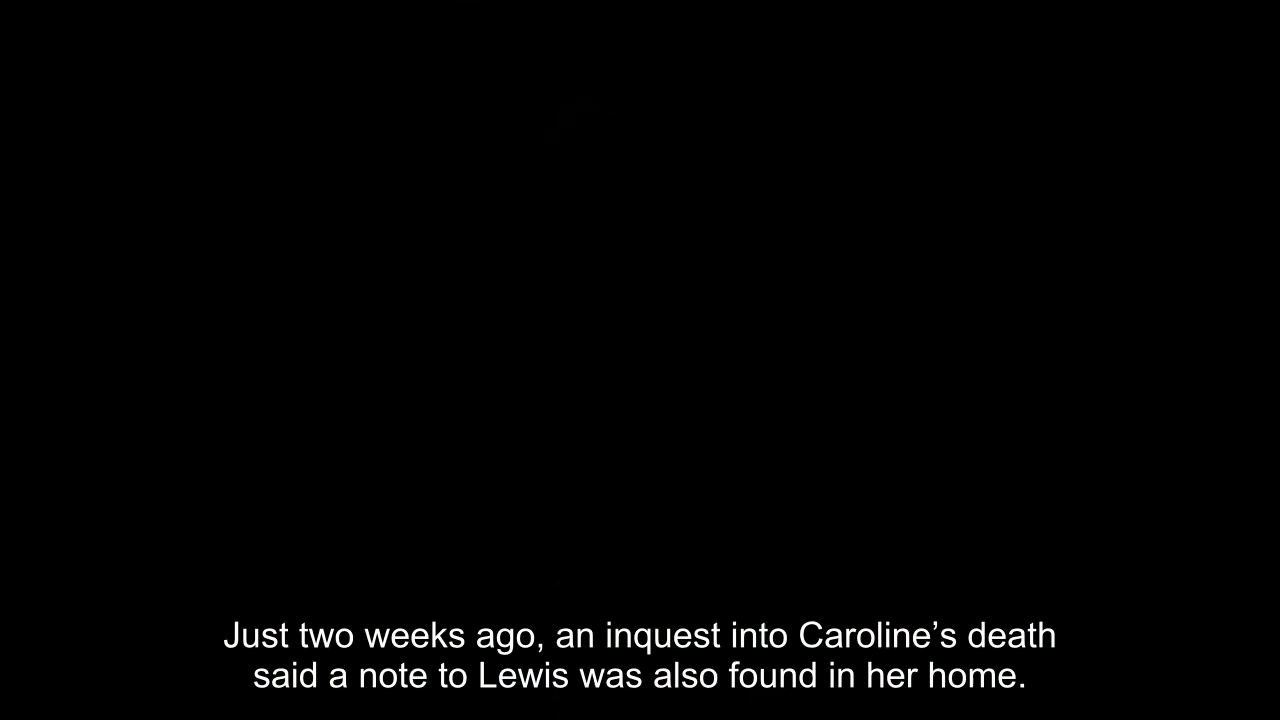 Just two weeks ago, an inquest into Caroline’s death
said a note to Lewis was also found in her home.